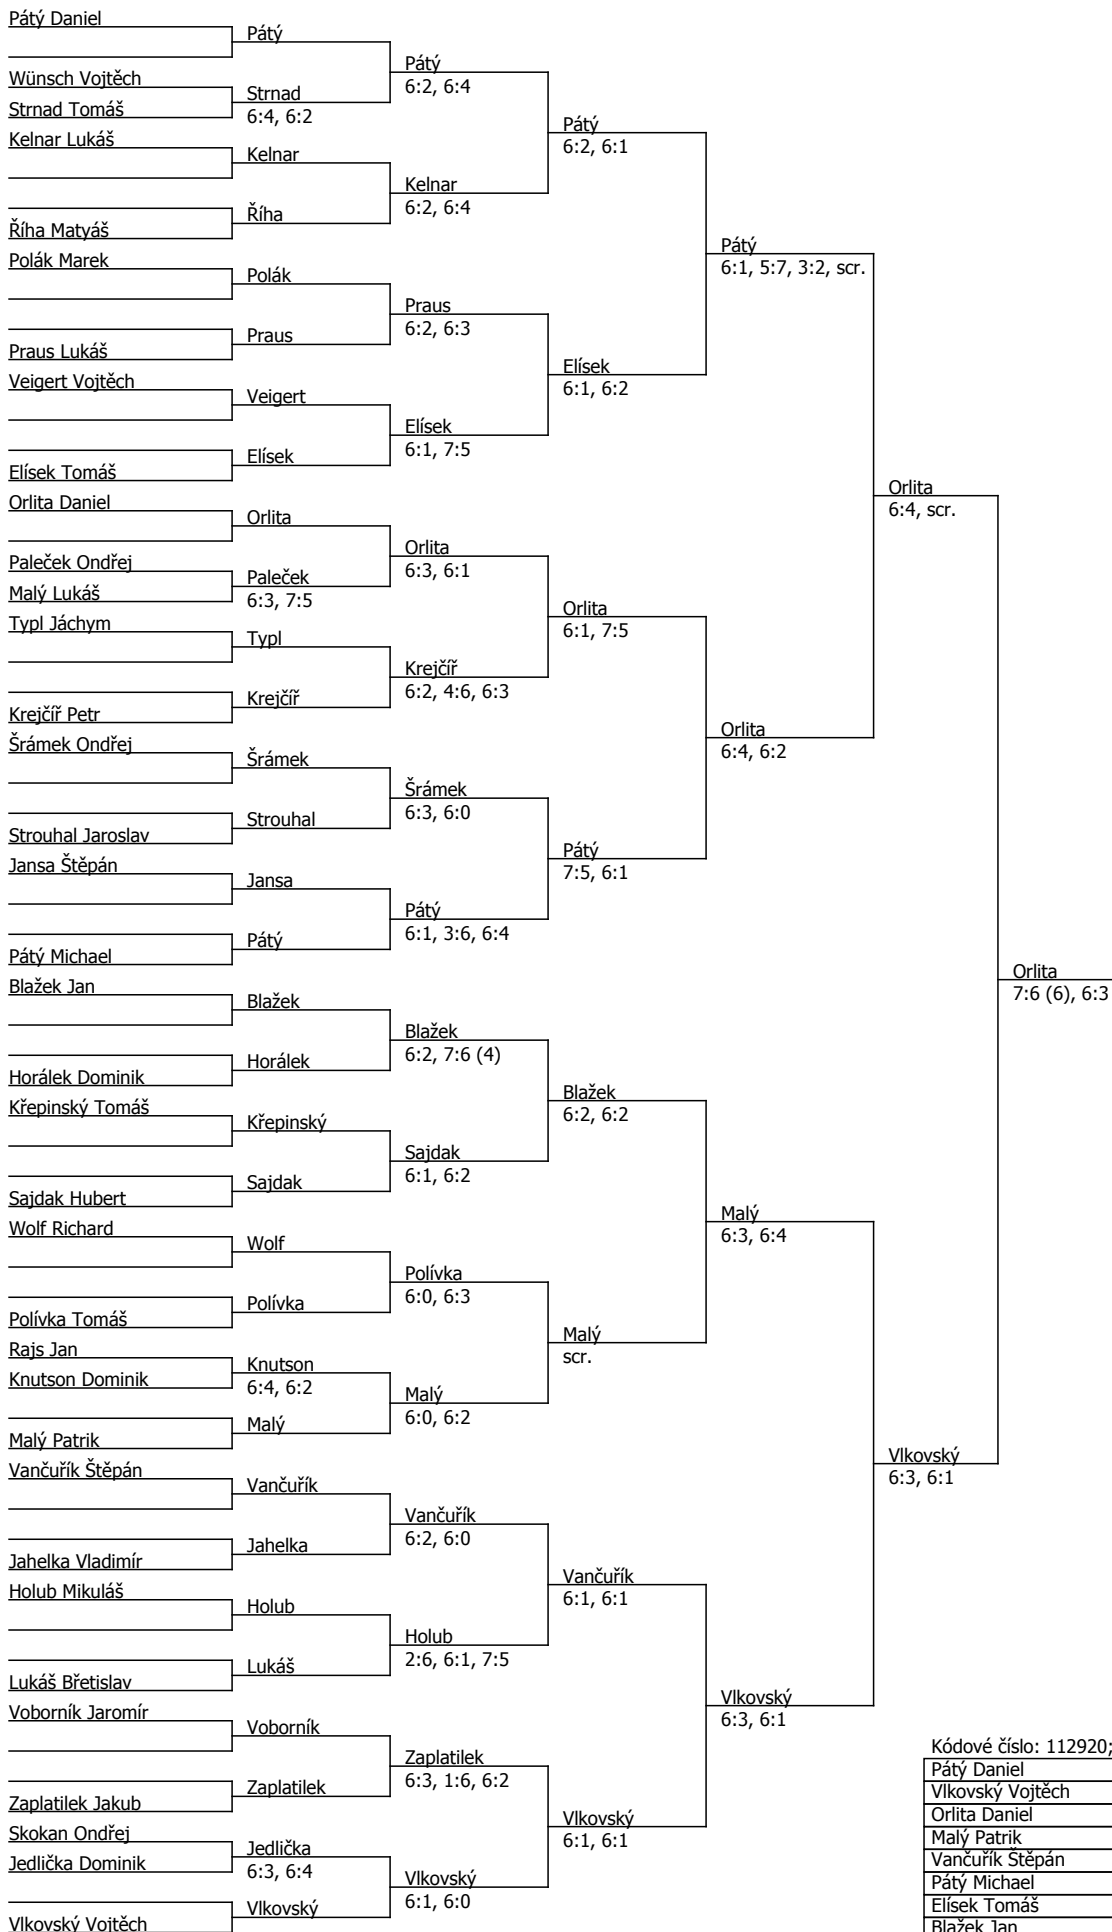 Pátý Daniel
Wünsch Vojtěch
Strnad Tomáš
Kelnar Lukáš
Říha Matyáš
Polák Marek
Praus Lukáš
Veigert Vojtěch
Elísek Tomáš
Orlita Daniel
Paleček Ondřej
Malý Lukáš
Typl Jáchym
Krejčíř Petr
Šrámek Ondřej
Strouhal Jaroslav
Jansa Štěpán
Pátý Michael
Blažek Jan
Horálek Dominik
Křepinský Tomáš
Sajdak Hubert
Wolf Richard
Polívka Tomáš
Rajs Jan
Knutson Dominik
Malý Patrik
Vančuřík Štěpán
Jahelka Vladimír
Holub Mikuláš
Lukáš Břetislav
Voborník Jaromír
Zaplatilek Jakub
Skokan Ondřej
Jedlička Dominik
Vlkovský Vojtěch
Pátý
Strnad
6:4, 6:2
Kelnar
Říha
Polák
Praus
Veigert
Elísek
Orlita
Paleček
6:3, 7:5
Typl
Krejčíř
Šrámek
Strouhal
Jansa
Pátý
Blažek
Horálek
Křepinský
Sajdak
Wolf
Polívka
Knutson
6:4, 6:2
Malý
Vančuřík
Jahelka
Holub
Lukáš
Voborník
Zaplatilek
Jedlička
6:3, 6:4
Vlkovský
Pátý
6:2, 6:4
Kelnar
6:2, 6:4
Praus
6:2, 6:3
Elísek
6:1, 7:5
Orlita
6:3, 6:1
Krejčíř
6:2, 4:6, 6:3
Šrámek
6:3, 6:0
Pátý
6:1, 3:6, 6:4
Blažek
6:2, 7:6 (4)
Sajdak
6:1, 6:2
Polívka
6:0, 6:3
Malý
6:0, 6:2
Vančuřík
6:2, 6:0
Holub
2:6, 6:1, 7:5
Zaplatilek
6:3, 1:6, 6:2
Vlkovský
6:1, 6:0
Pátý
6:2, 6:1
Elísek
6:1, 6:2
Orlita
6:1, 7:5
Pátý
7:5, 6:1
Blažek
6:2, 6:2
Malý
scr.
Vančuřík
6:1, 6:1
Vlkovský
6:1, 6:1
Pátý
6:1, 5:7, 3:2, scr.
Orlita
6:4, 6:2
Malý
6:3, 6:4
Vlkovský
6:3, 6:1
Orlita
6:4, scr.
Vlkovský
6:3, 6:1
Orlita
7:6 (6), 6:3
Kódové číslo: 112920;
Pátý Daniel
Vlkovský Vojtěch
Orlita Daniel
Malý Patrik
Vančuřík Štěpán
Pátý Michael
Elísek Tomáš
Blažek Jan